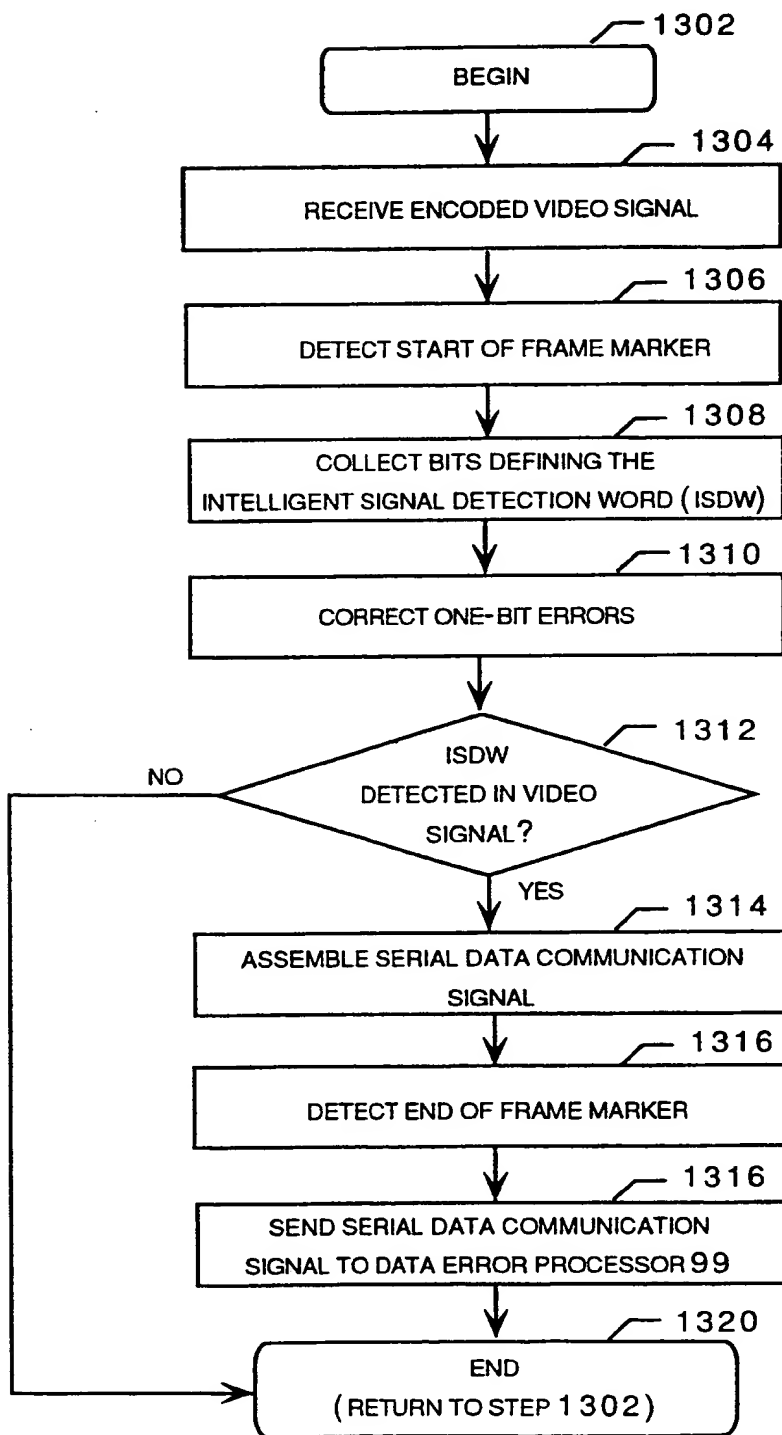 1302
BEGIN
1304
RECEIVE ENCODED VIDEO SIGNAL
1306
DETECT START OF FRAME MARKER
1308
COLLECT BITS DEFINING THE
INTELLIGENT SIGNAL DETECTION WORD (ISDW)
1310
CORRECT ONE-BIT ERRORS
1312
ISDW
DETECTED IN VIDEO
SIGNAL?
NO
YES
1314
ASSEMBLE SERIAL DATA COMMUNICATION
SIGNAL
1316
DETECT END OF FRAME MARKER
1316
SEND SERIAL DATA COMMUNICATION
SIGNAL TO DATA ERROR PROCESSOR 99
1320
END
(RETURN TO STEP 1302)